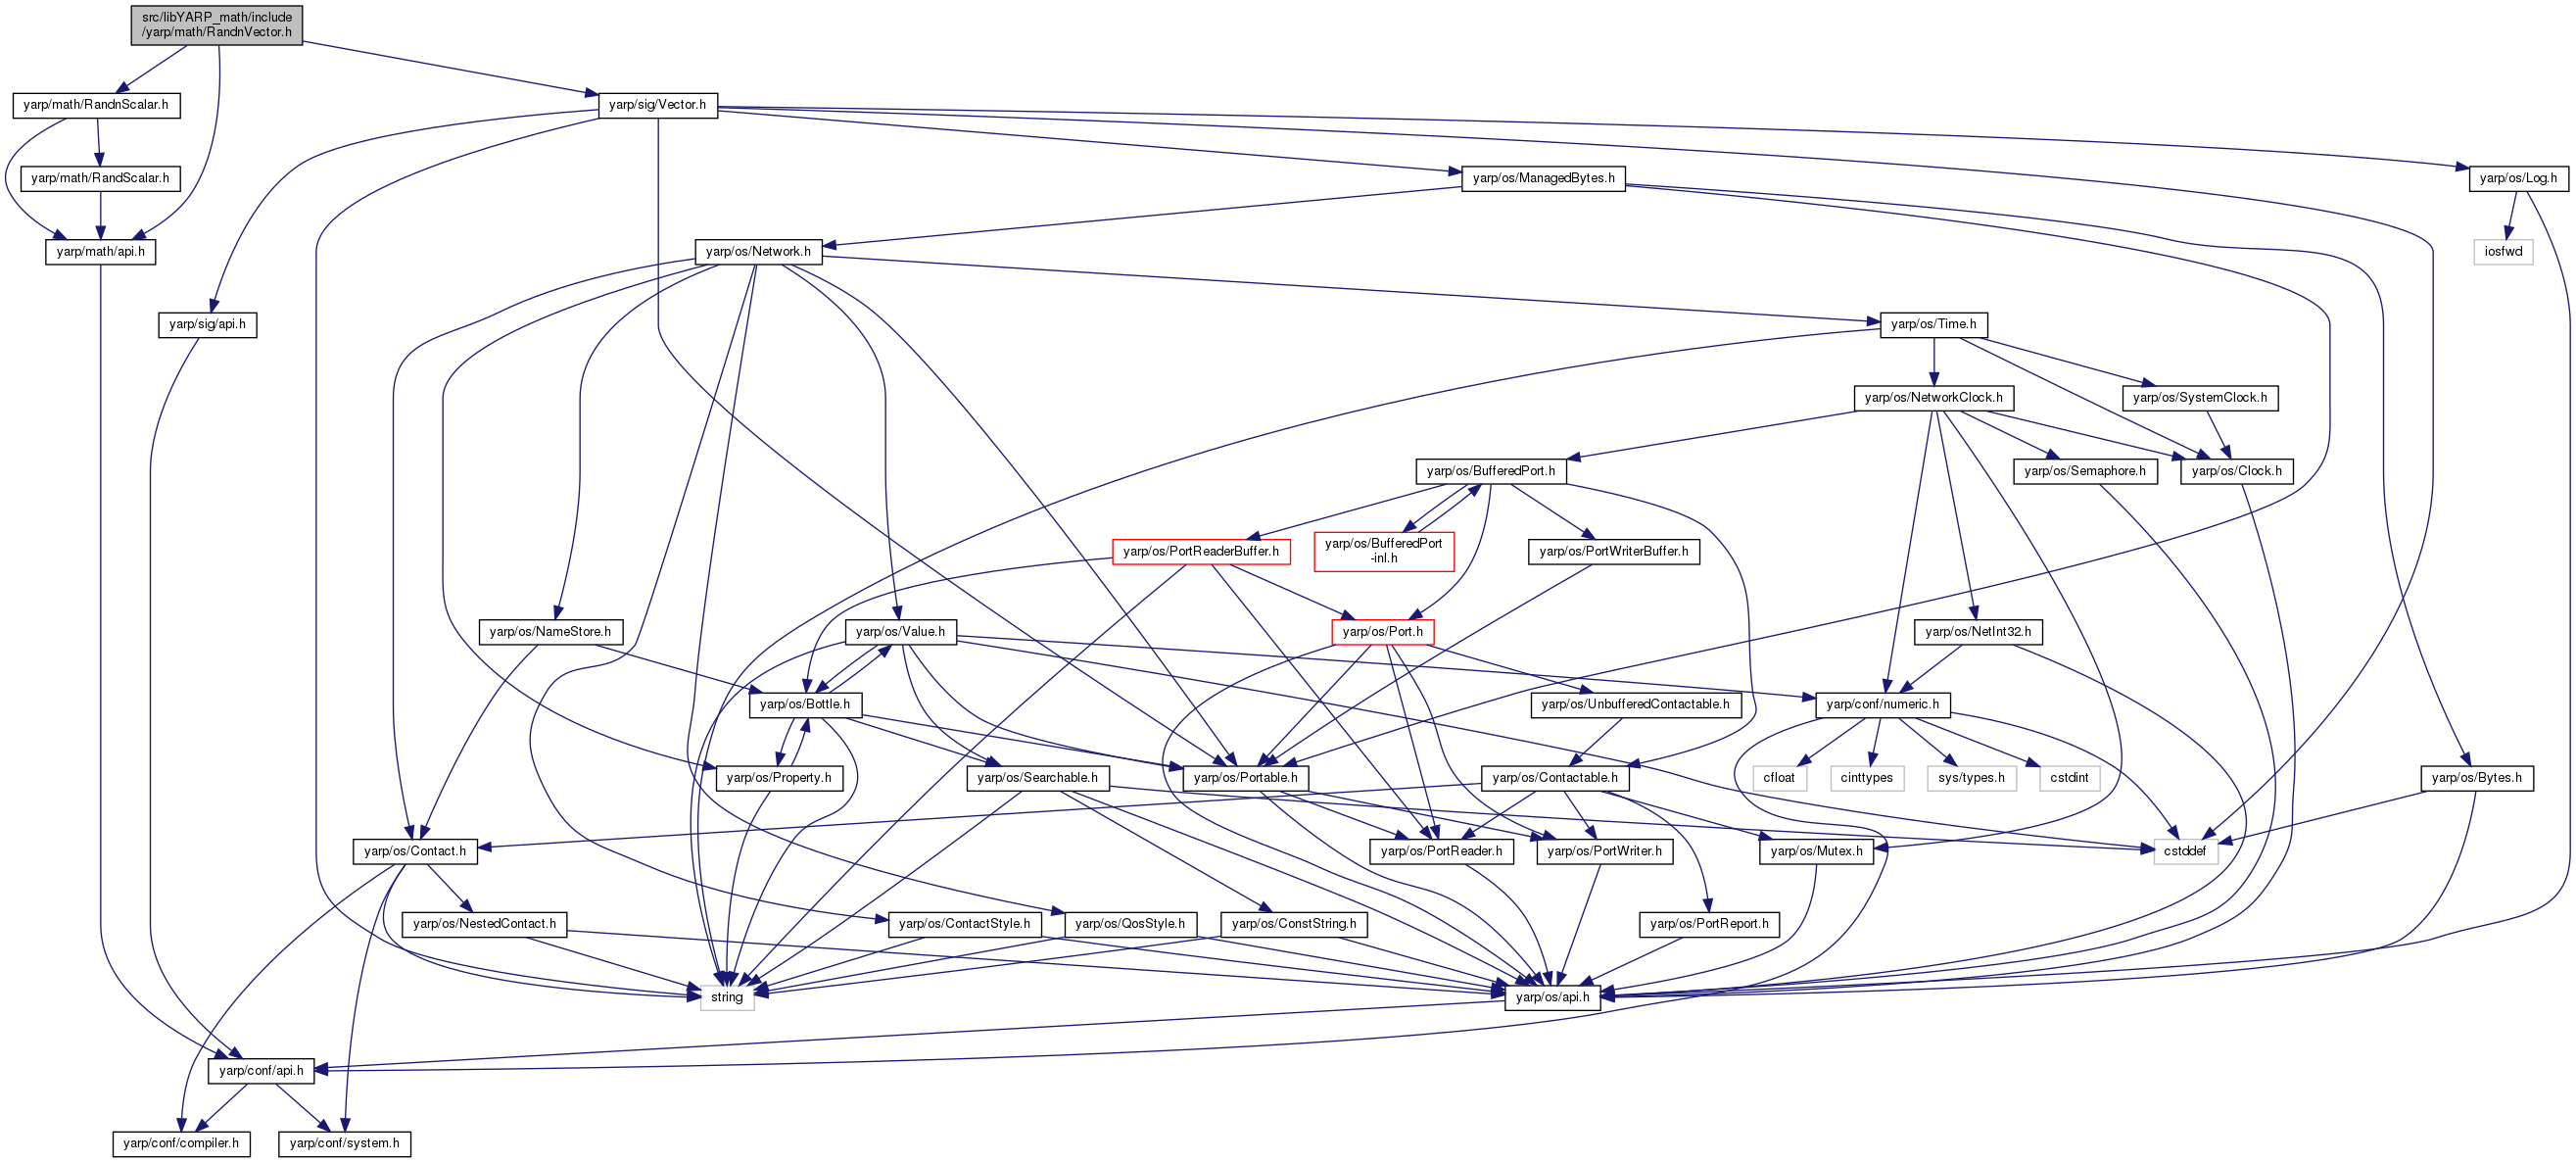 src/libYARP_math/include
/yarp/math/RandnVector.h
yarp/math/RandnScalar.h
yarp/sig/Vector.h
yarp/math/RandScalar.h
yarp/os/ManagedBytes.h
yarp/os/Log.h
yarp/math/api.h
yarp/os/Network.h
iosfwd
yarp/sig/api.h
yarp/os/Time.h
yarp/os/NetworkClock.h
yarp/os/SystemClock.h
yarp/os/BufferedPort.h
yarp/os/Semaphore.h
yarp/os/Clock.h
yarp/os/PortReaderBuffer.h
yarp/os/BufferedPort
-inl.h
yarp/os/PortWriterBuffer.h
yarp/os/NameStore.h
yarp/os/Value.h
yarp/os/Port.h
yarp/os/NetInt32.h
yarp/os/Bottle.h
yarp/os/UnbufferedContactable.h
yarp/conf/numeric.h
yarp/os/Property.h
yarp/os/Searchable.h
yarp/os/Portable.h
yarp/os/Contactable.h
cfloat
cinttypes
sys/types.h
cstdint
yarp/os/Bytes.h
yarp/os/Contact.h
yarp/os/PortReader.h
yarp/os/PortWriter.h
yarp/os/Mutex.h
cstddef
yarp/os/NestedContact.h
yarp/os/ContactStyle.h
yarp/os/QosStyle.h
yarp/os/ConstString.h
yarp/os/PortReport.h
string
yarp/os/api.h
yarp/conf/api.h
yarp/conf/compiler.h
yarp/conf/system.h